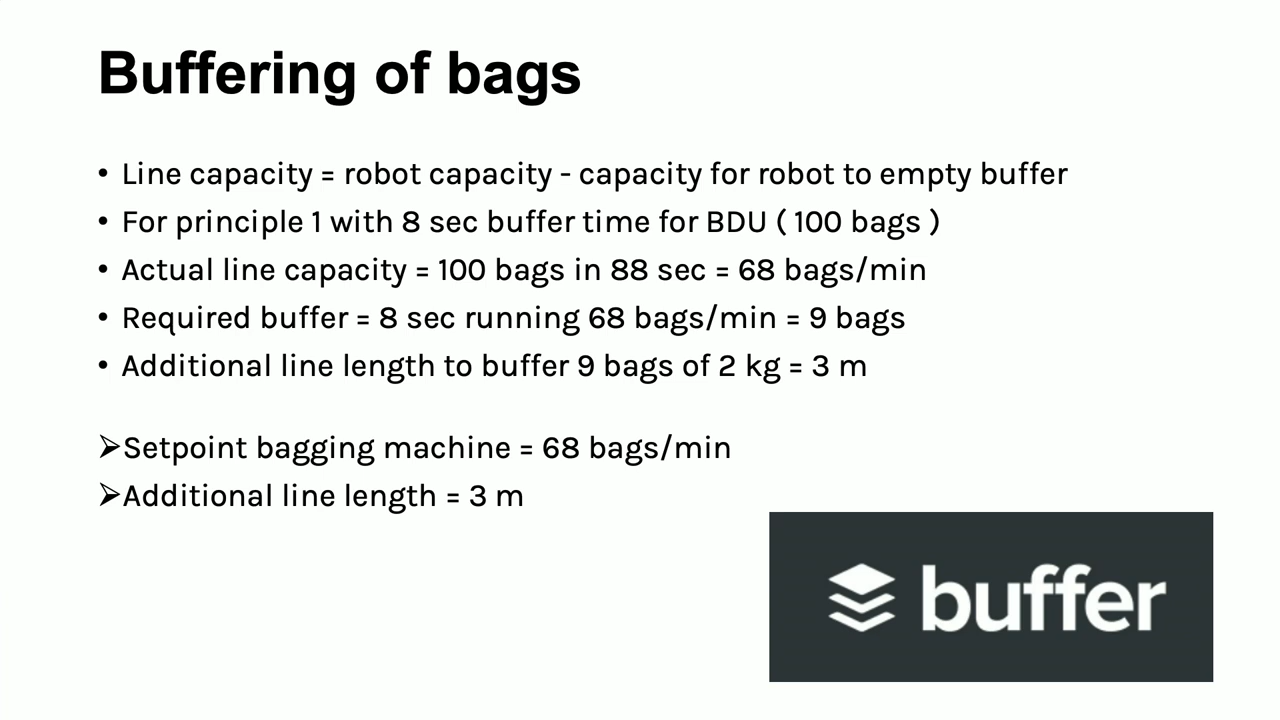 Buffering of bags
• Line capacity = robot capacity - capacity for robot to empty buffer
• For principle 1 with 8 sec buffer time for BDU ( 100 bags )
• Actual line capacity = 100 bags in 88 sec = 68 bags/min
• Required buffer = 8 sec running 68 bags/min = 9 bags
• Additional line length to buffer 9 bags of 2 kg = 3 m
➢Setpoint bagging machine = 68 bags/min
➢Additional line length = 3 m
buffer